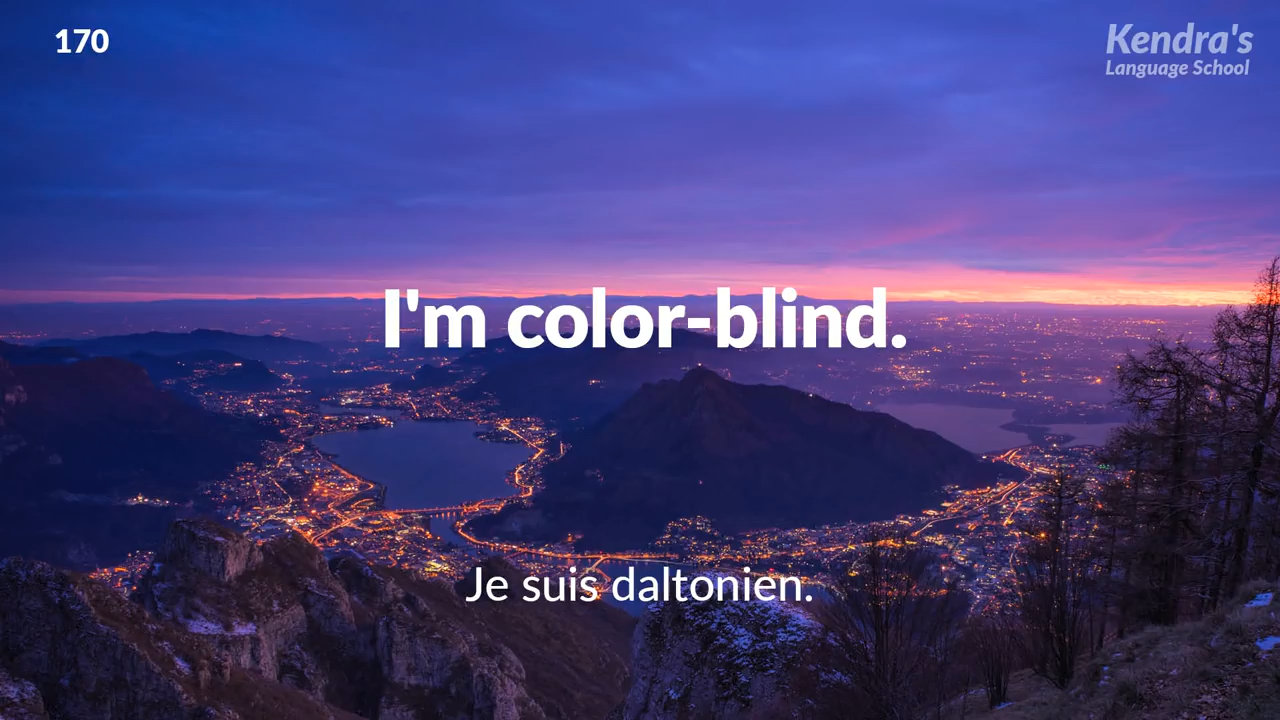 170
Kendra's
Language School
I'm color-blind.
Je suis daltonien.